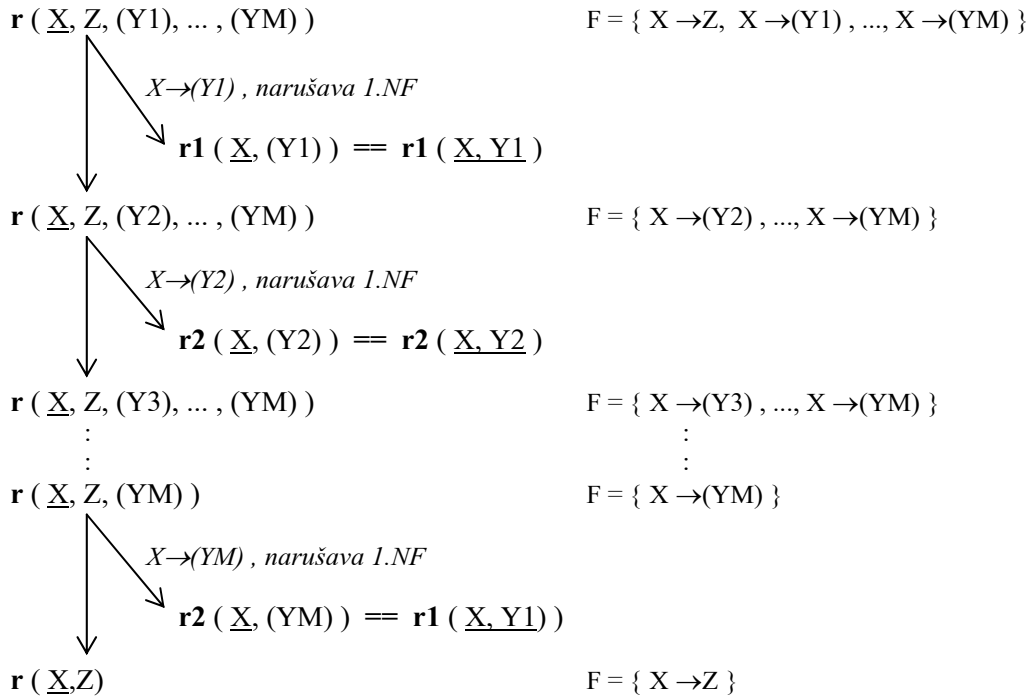 r ( X, Z, (Y1), ... , (YM) ) F = { X →Z, X →(Y1) , ..., X →(YM) }
X→(Y1) , narušava 1.NF
r1 ( X, (Y1) ) == r1 ( X, Y1 )
r ( X, Z, (Y2), ... , (YM) ) F = { X →(Y2) , ..., X →(YM) }
X→(Y2) , narušava 1.NF
r2 ( X, (Y2) ) == r2 ( X, Y2 )
r ( X, Z, (Y3), ... , (YM) ) F = { X →(Y3) , ..., X →(YM) }
: :
: :
r ( X, Z, (YM) ) F = { X →(YM) }
X→(YM) , narušava 1.NF
r2 ( X, (YM) ) == r1 ( X, Y1) )
r ( X,Z) F = { X →Z }